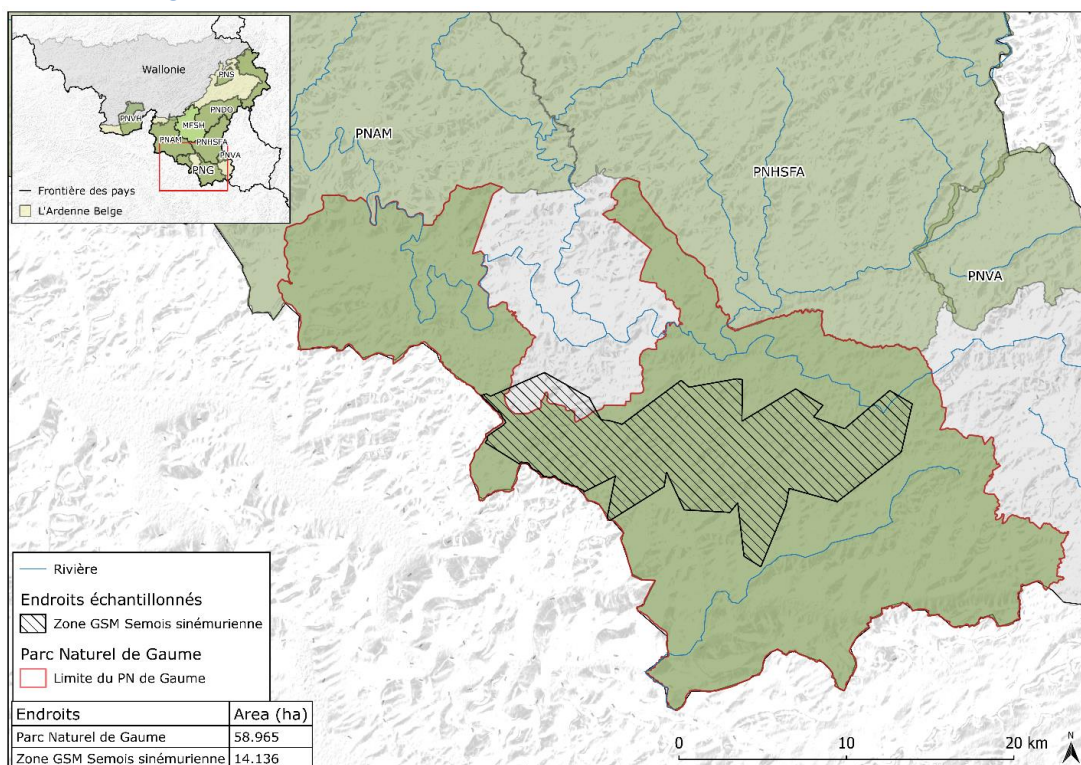 Wallonie
PNS
PNVH
PNDO
MFSH
PNAM
PNHSFA
PNVA
PNG
Frontière des pays
L'Ardenne Belge
PNAM
PNHSFA
PNVA
Rivière
Endroits échantillonnés
Zone GSM Semois sinémurienne
Parc Naturel de Gaume
Limite du PN de Gaume
Endroits Area (ha)
Parc Naturel de Gaume 58.965
Zone GSM Semois sinémurienne 14.136
0 10 20 km
N